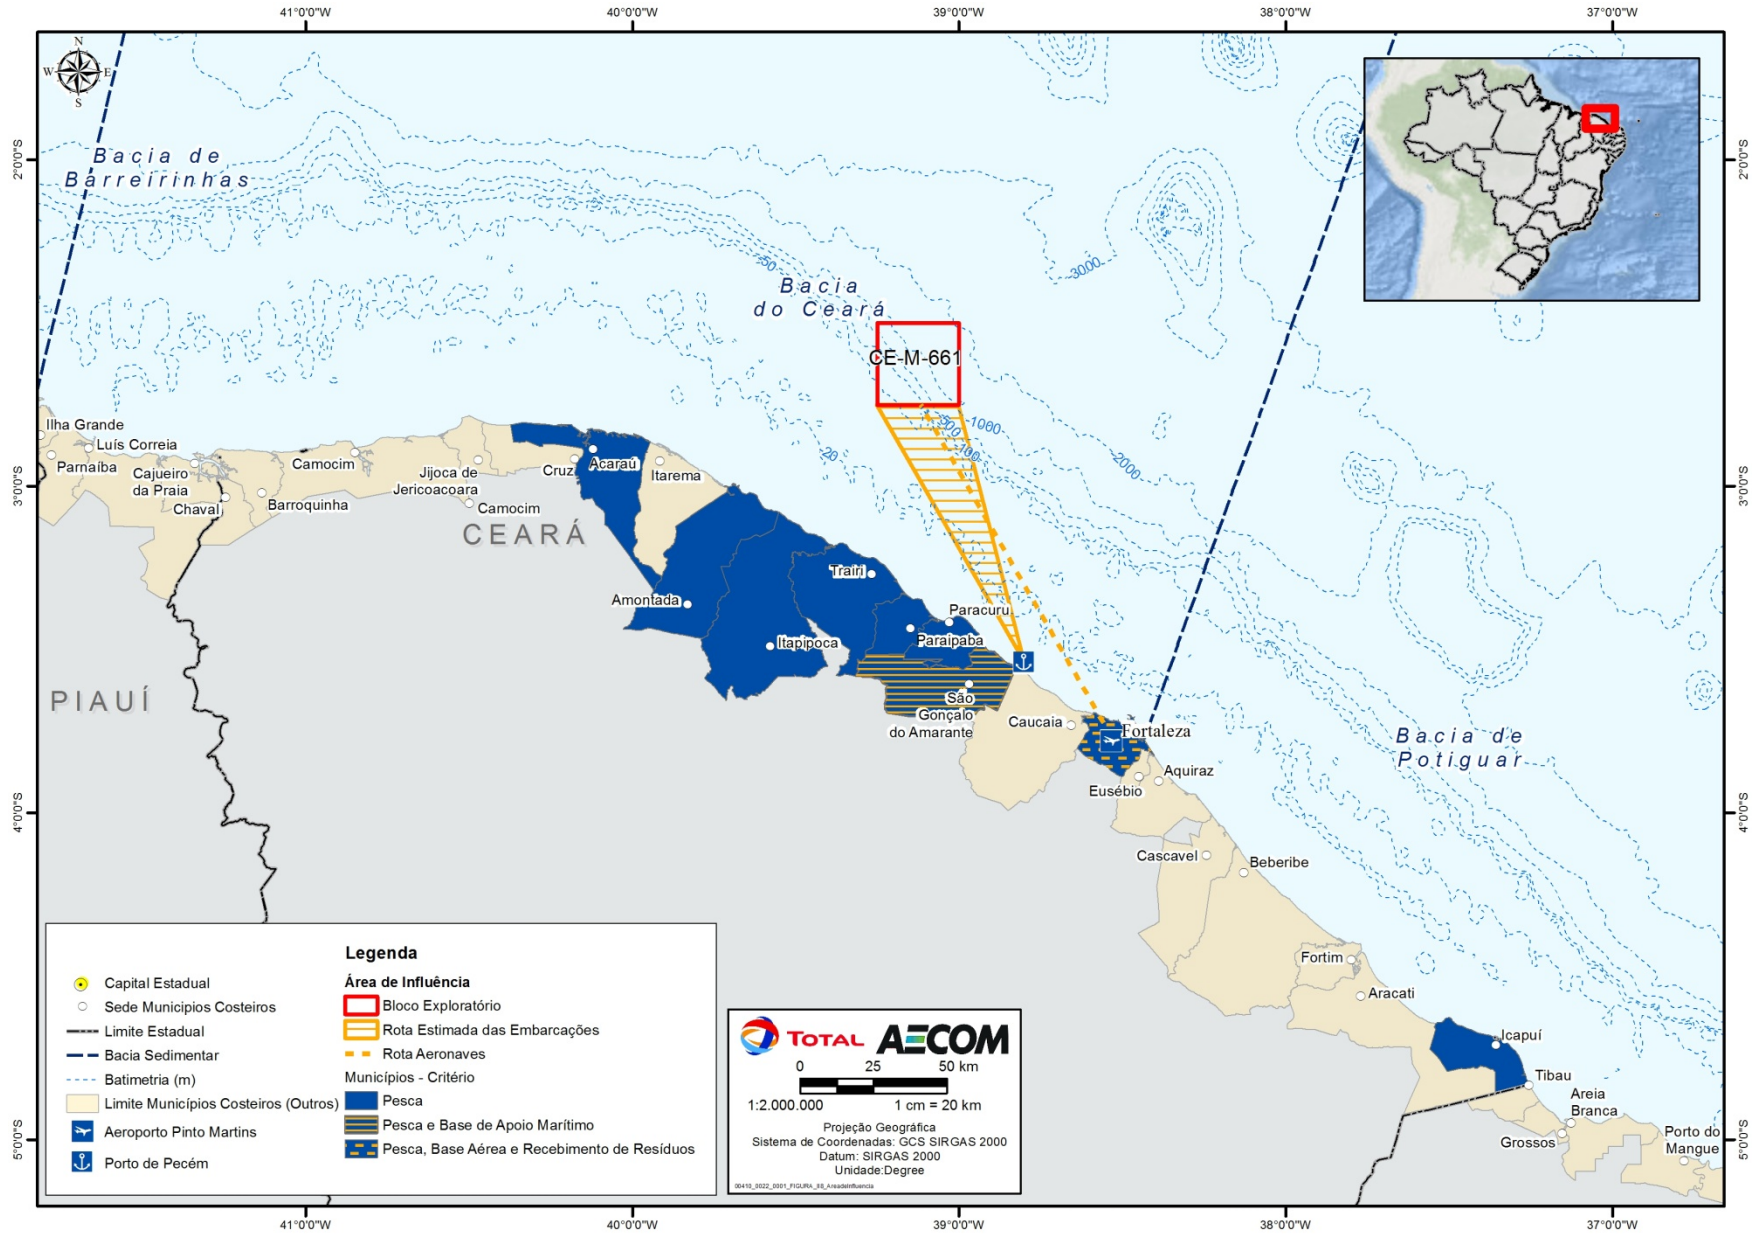 41°0'0"W
40°0'0"W
39°0'0"W
38°0'0"W
37°0'0"W
N
W
E
S
2°0'0"S
3°0'0"S
4°0'0"S
5°0'0"S
2°0'0"S
3°0'0"S
4°0'0"S
5°0'0"S
Bacia de
Barreirinhas
Bacia
do Ceará
Bacia de
Potiguar
-50
-3000
CE-M-661
-500
-1000
-100
-20
-2000
Ilha Grande
Luís Correia
Parnaíba
Cajueiro
da Praia
Chaval
Camocim
Barroquinha
Jijoca de
Jericoacoara
Camocim
Cruz
Acaraú
Itarema
CEARÁ
PIAUÍ
Amontada
Itapipoca
Trairi
Paracuru
Paraipaba
São
Gonçalo
do Amarante
Caucaia
Fortaleza
Eusébio
Aquiraz
Cascavel
Beberibe
Fortim
Aracati
Icapuí
Tibau
Areia
Branca
Grossos
Porto do
Mangue
Legenda
Capital Estadual
Sede Municipios Costeiros
Limite Estadual
Bacia Sedimentar
Batimetria (m)
Limite Municípios Costeiros (Outros)
Aeroporto Pinto Martins
Porto de Pecém
Área de Influência
Bloco Exploratório
Rota Estimada das Embarcações
Rota Aeronaves
Municípios - Critério
Pesca
Pesca e Base de Apoio Marítimo
Pesca, Base Aérea e Recebimento de Resíduos
TOTAL AECOM
0 25 50 km
1:2.000.000 1 cm = 20 km
Projeção Geográfica
Sistema de Coordenadas: GCS SIRGAS 2000
Datum: SIRGAS 2000
Unidade:Degree
41°0'0"W
40°0'0"W
39°0'0"W
38°0'0"W
37°0'0"W